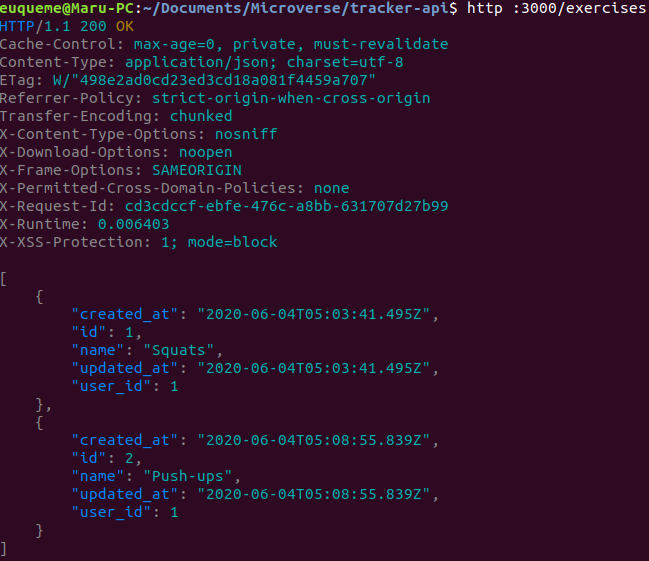 euqueme@Maru-PC:~/Documents/Microverse/tracker-api$ http :3000/exercises
HTTP/1.1 200 OK
Cache-Control: max-age=0, private, must-revalidate
Content-Type: application/json; charset=utf-8
ETag: W/"498e2ad0cd23ed3cd18a081f4459a707"
Referrer-Policy: strict-origin-when-cross-origin
Transfer-Encoding: chunked
X-Content-Type-Options: nosniff
X-Download-Options: noopen
X-Frame-Options: SAMEORIGIN
X-Permitted-Cross-Domain-Policies: none
X-Request-Id: cd3cdccf-ebfe-476c-a8bb-631707d27b99
X-Runtime: 0.006403
X-XSS-Protection: 1; mode=block

[
    {
        "created_at": "2020-06-04T05:03:41.495Z",
        "id": 1,
        "name": "Squats",
        "updated_at": "2020-06-04T05:03:41.495Z",
        "user_id": 1
    },
    {
        "created_at": "2020-06-04T05:08:55.839Z",
        "id": 2,
        "name": "Push-ups",
        "updated_at": "2020-06-04T05:08:55.839Z",
        "user_id": 1
    }
]